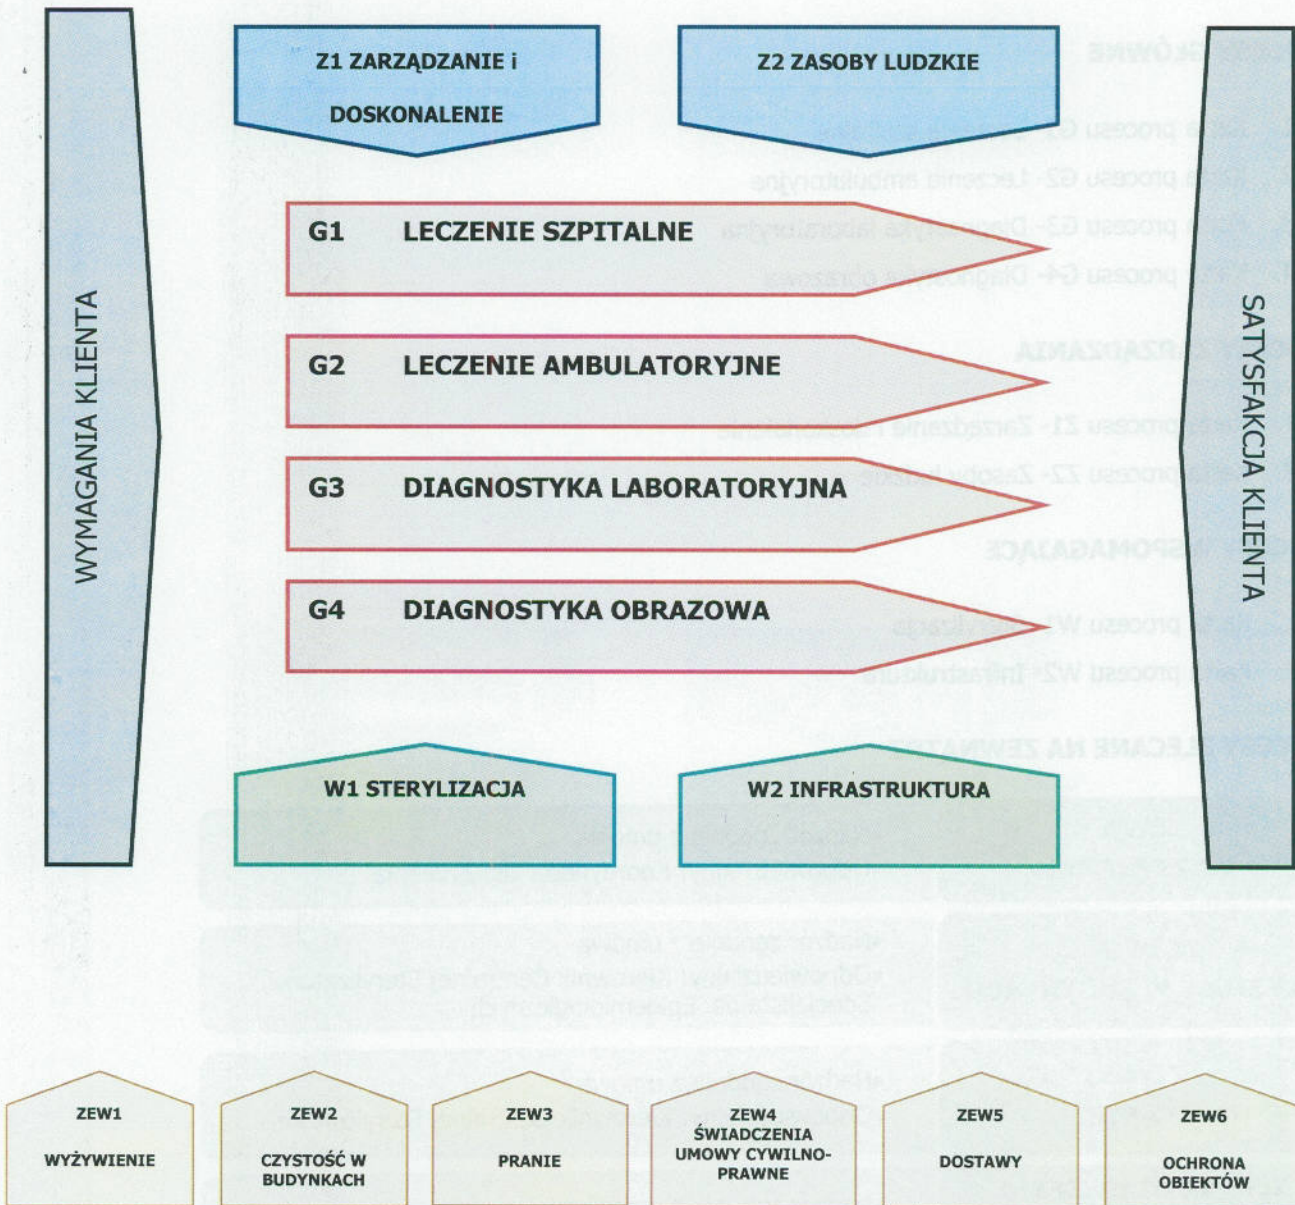 Z1 ZARZĄDZANIE i
DOSKONALENIE
Z2 ZASOBY LUDZKIE
WYMAGANIA KLIENTA
G1 LECZENIE SZPITALNE
G2 LECZENIE AMBULATORYJNE
G3 DIAGNOSTYKA LABORATORYJNA
G4 DIAGNOSTYKA OBRAZOWA
SATYSFAKCJA KLIENTA
W1 STERYLIZACJA
W2 INFRASTRUKTURA
ZEW1
WYŻYWIENIE
ZEW2
CZYSTOŚĆ W
BUDYNKACH
ZEW3
PRANIE
ZEW4
ŚWIADCZENIA
UMOWY CYWILNO-
PRAWNE
ZEW5
DOSTAWY
ZEW6
OCHRONA
OBIEKTÓW